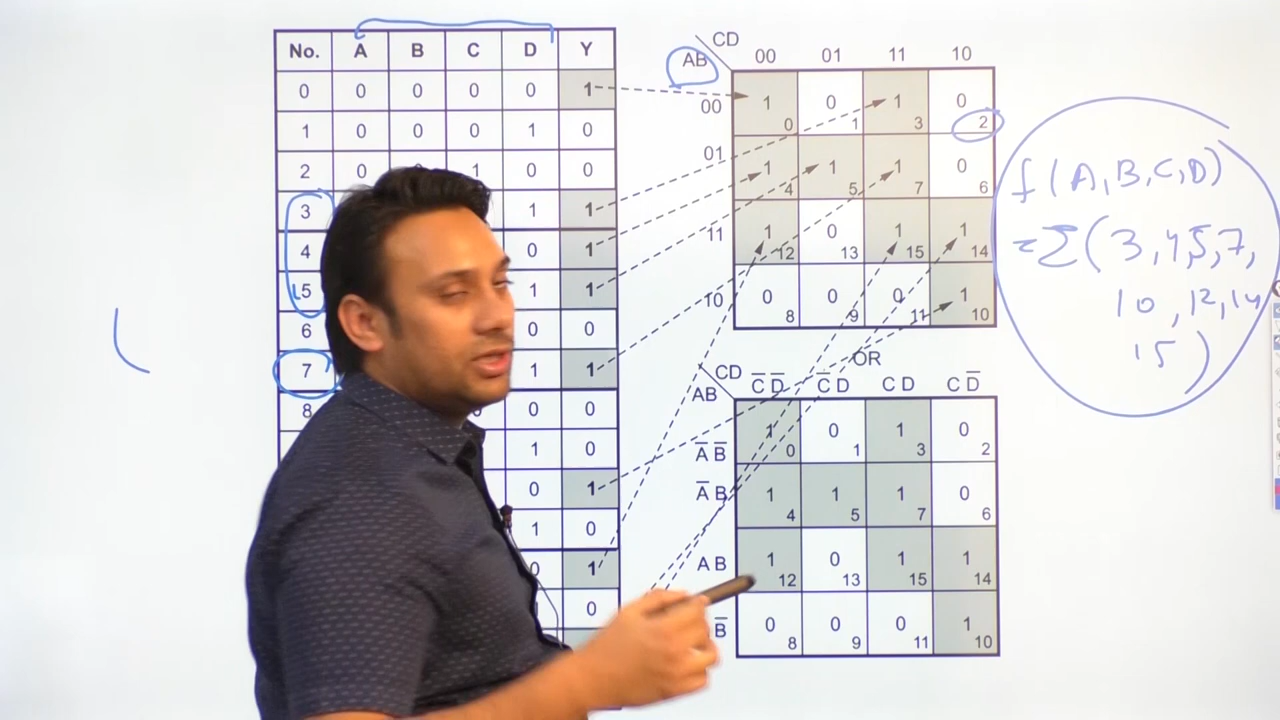 No. A B C D Y
0 0 0 0 0 1
1 0 0 0 1 0
2 0 1 0 0
3 1 1
4 0 1
5 1 1
6 0 0
7 1 1
8 0 0
1 0
0 1
1 0
0 1
0
CD
AB 00 01 11 10
00 1 0 0 1 1 3 0 2
01 1 4 1 5 1 7 0 6
11 1 12 0 13 1 15 1 14
10 0 8 0 9 0 11 1 10
OR
CD
AB C̅ D̅ C̅ D C D C D̅
A̅ B̅ 1 0 0 1 1 3 0 2
A̅ B 1 4 1 5 1 7 0 6
A B 1 12 0 13 1 15 1 14
B̅ 0 8 0 9 0 11 1 10
f(A,B,C,D)
=Σ(3,4,5,7,
10,12,14,
15)